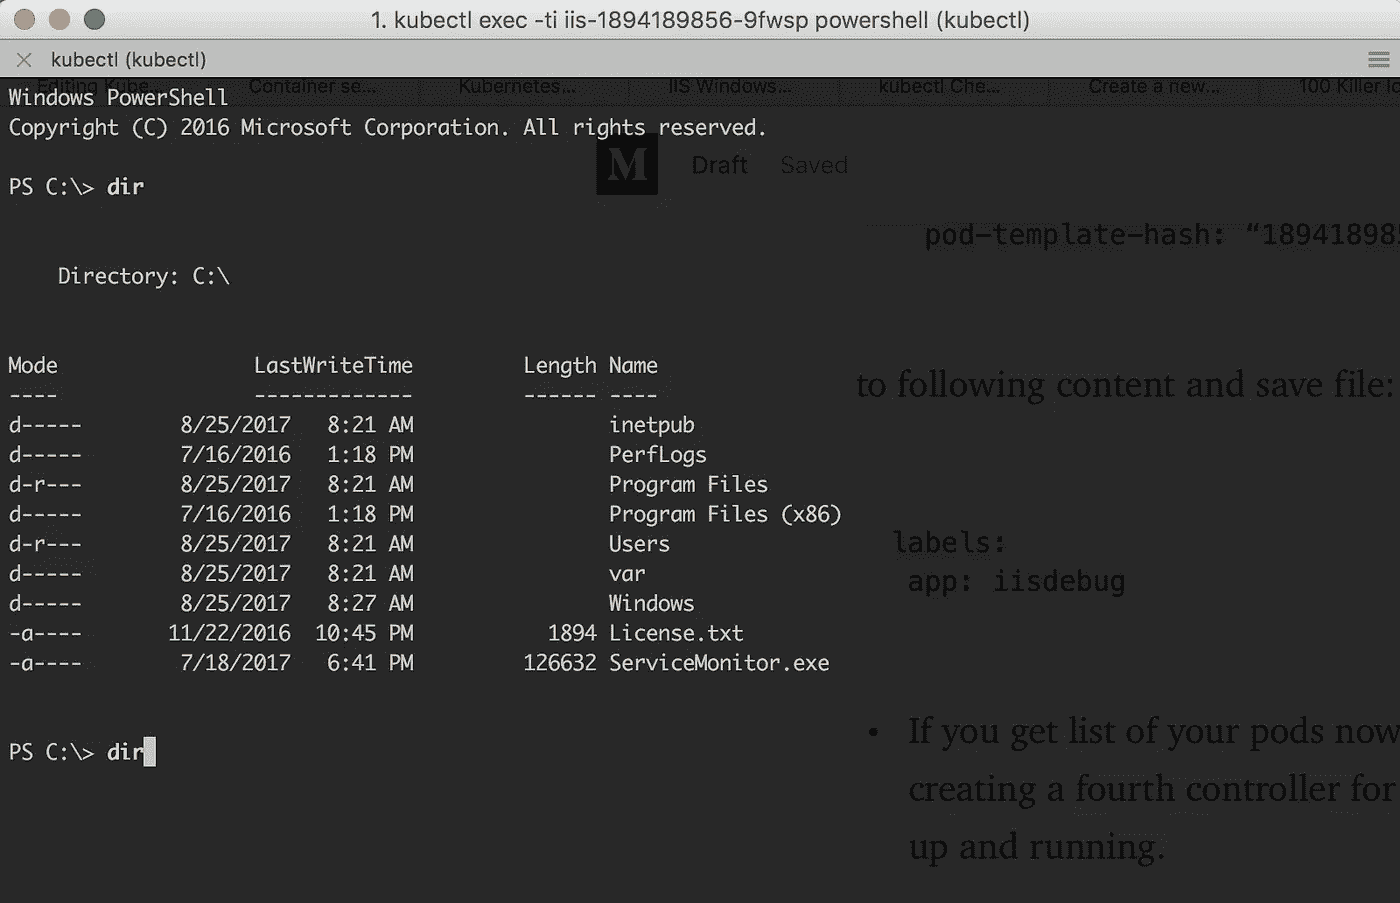 1. kubectl exec -ti iis-1894189856-9fwsp powershell (kubectl)
kubectl (kubectl)
Editing Kube... Container se... Kubernetes... IIS Windows... kubectl Che... Create a new... 100 Killer
Windows PowerShell
Copyright (C) 2016 Microsoft Corporation. All rights reserved.
M Draft Saved
PS C:\> dir
pod-template-hash: “189418985
Directory: C:\
Mode LastWriteTime Length Name
---- ------------- ------ ----
to following content and save file:
d----- 8/25/2017 8:21 AM inetpub
d----- 7/16/2016 1:18 PM PerfLogs
d-r--- 8/25/2017 8:21 AM Program Files
d----- 7/16/2016 1:18 PM Program Files (x86)
d-r--- 8/25/2017 8:21 AM Users
d----- 8/25/2017 8:21 AM var
d----- 8/25/2017 8:27 AM Windows
-a---- 11/22/2016 10:45 PM 1894 License.txt
-a---- 7/18/2017 6:41 PM 126632 ServiceMonitor.exe
labels:
app: iisdebug
PS C:\> dir
• If you get list of your pods now
creating a fourth controller for
up and running.